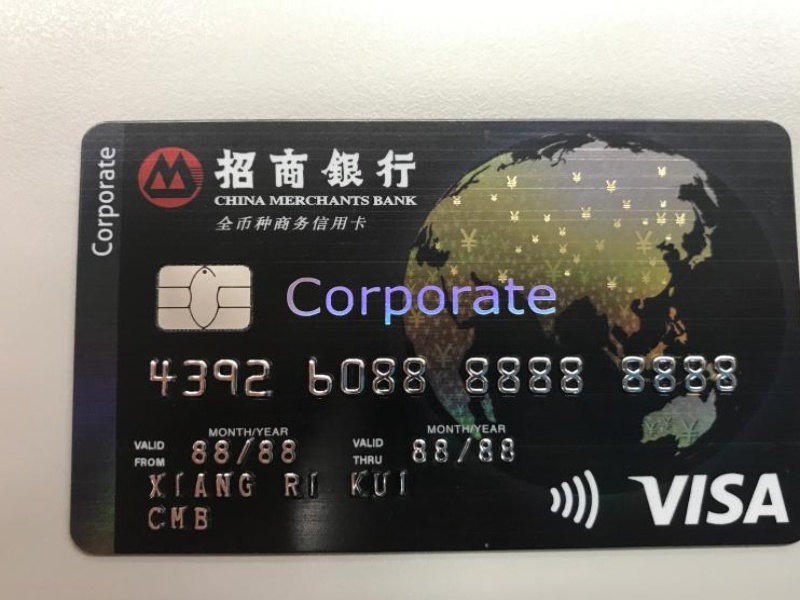 Corporate
招商銀行
CHINA MERCHANTS BANK
全币种商务信用卡
Corporate
4392 6088 8888 8888
MONTH/YEAR MONTH/YEAR
VALID FROM 88/88 VALID THRU 88/88
XIANG RI KUI
CMB
VISA